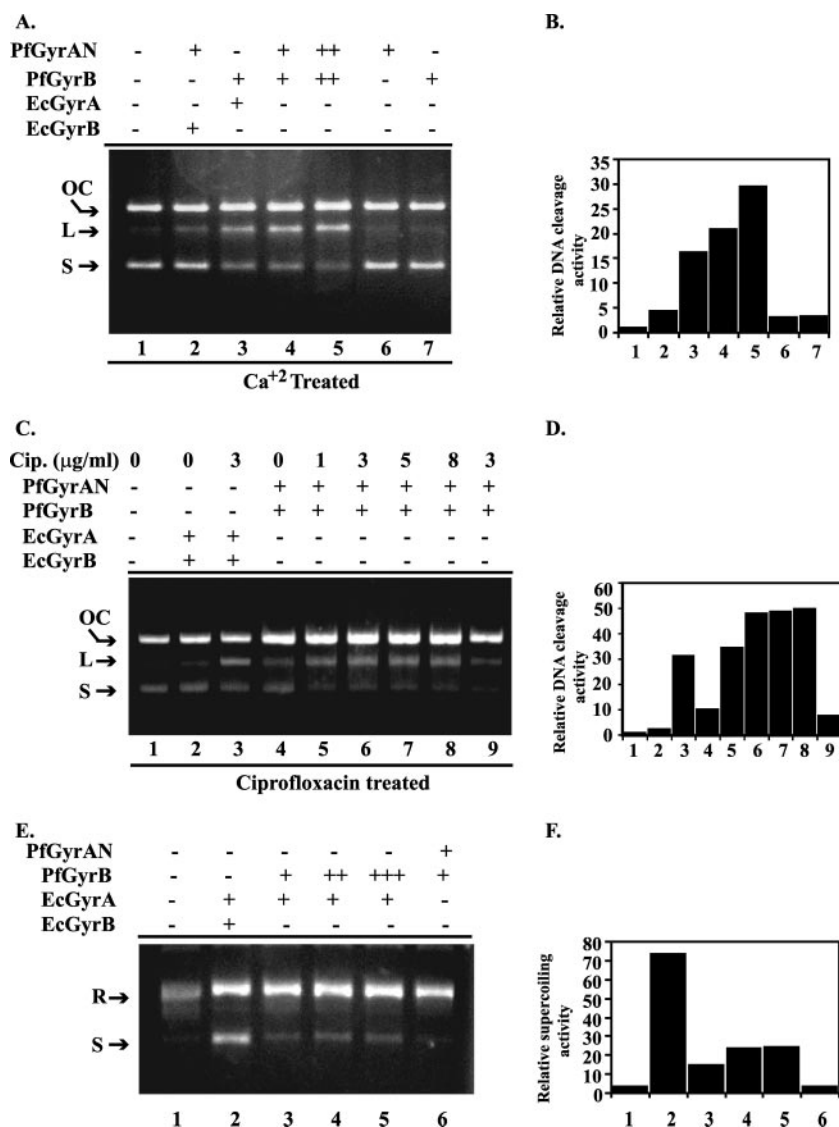 A.
PfGyrAN - + - + ++ + -
PfGyrB - - + + ++ - +
EcGyrA - - + - - - -
EcGyrB - + - - - - -
OC
L
S
1 2 3 4 5 6 7
Ca+2 Treated
B.
Relative DNA cleavage
activity
35
30
25
20
15
10
5
0
1 2 3 4 5 6 7
C.
Cip. (μg/ml) 0 0 3 0 1 3 5 8 3
PfGyrAN - - - + + + + + +
PfGyrB - - - + + + + + +
EcGyrA - + + - - - - - -
EcGyrB - + + - - - - - -
OC
L
S
1 2 3 4 5 6 7 8 9
Ciprofloxacin treated
D.
Relative DNA cleavage
activity
60
50
40
30
20
10
0
1 2 3 4 5 6 7 8 9
E.
PfGyrAN - - - - - +
PfGyrB - - + ++ +++ +
EcGyrA - + + + + -
EcGyrB - + - - - -
R
S
1 2 3 4 5 6
F.
Relative supercoiling
activity
80
70
60
50
40
30
20
10
0
1 2 3 4 5 6